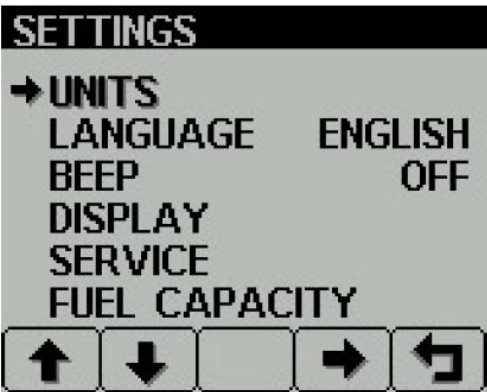 SETTINGS
UNITS
LANGUAGE ENGLISH
BEEP OFF
DISPLAY
SERVICE
FUEL CAPACITY